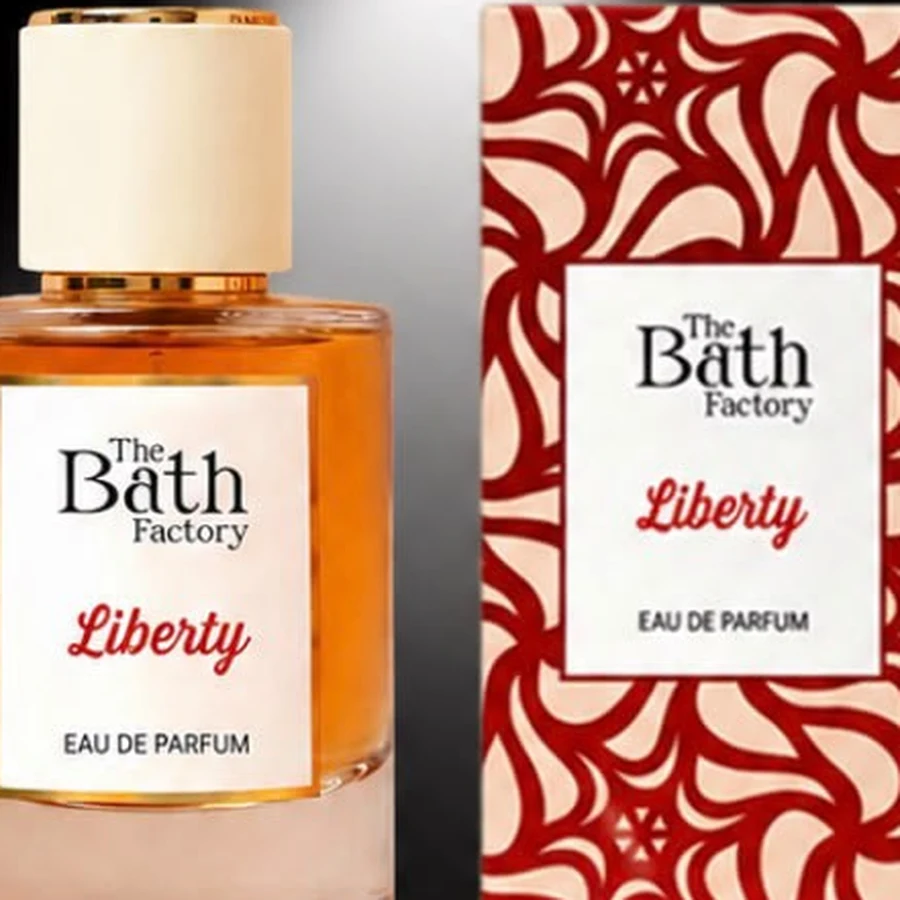 The
Bath
Factory
Liberty
EAU DE PARFUM
The
Bath
Factory
Liberty
EAU DE PARFUM